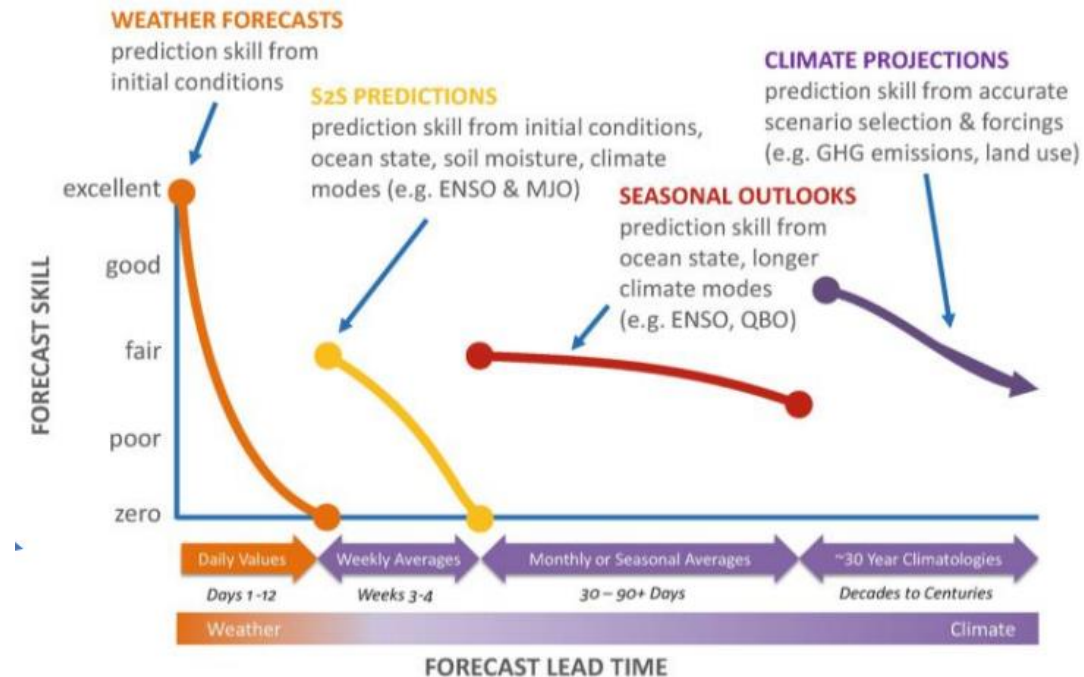 WEATHER FORECASTS
prediction skill from
initial conditions
S2S PREDICTIONS
prediction skill from initial conditions,
ocean state, soil moisture, climate
modes (e.g. ENSO & MJO)
CLIMATE PROJECTIONS
prediction skill from accurate
scenario selection & forcings
(e.g. GHG emissions, land use)
SEASONAL OUTLOOKS
prediction skill from
ocean state, longer
climate modes
(e.g. ENSO, QBO)
FORECAST SKILL
excellent
good
fair
poor
zero
Daily Values
Weekly Averages
Monthly or Seasonal Averages
~30 Year Climatologies
Days 1-12
Weeks 3-4
30 – 90+ Days
Decades to Centuries
Weather
Climate
FORECAST LEAD TIME